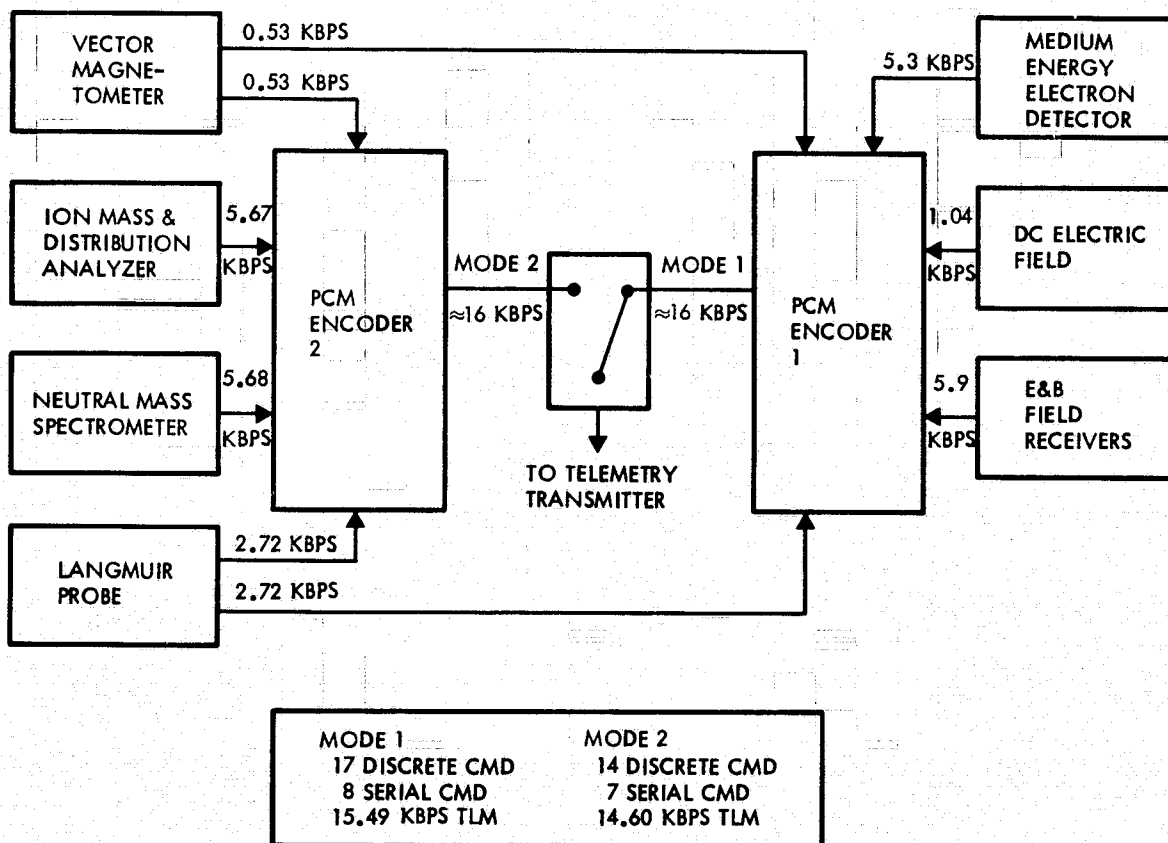 VECTOR
MAGNE-
TOMETER
0.53 KBPS
0.53 KBPS
5.3 KBPS
MEDIUM
ENERGY
ELECTRON
DETECTOR
ION MASS &
DISTRIBUTION
ANALYZER
5.67
KBPS
PCM
ENCODER
2
MODE 2
≈16 KBPS
MODE 1
≈16 KBPS
PCM
ENCODER
1
1.04
KBPS
DC ELECTRIC
FIELD
NEUTRAL MASS
SPECTROMETER
5.68
KBPS
5.9
KBPS
E&B
FIELD
RECEIVERS
TO TELEMETRY
TRANSMITTER
LANGMUIR
PROBE
2.72 KBPS
2.72 KBPS
MODE 1
17 DISCRETE CMD
8 SERIAL CMD
15.49 KBPS TLM
MODE 2
14 DISCRETE CMD
7 SERIAL CMD
14.60 KBPS TLM